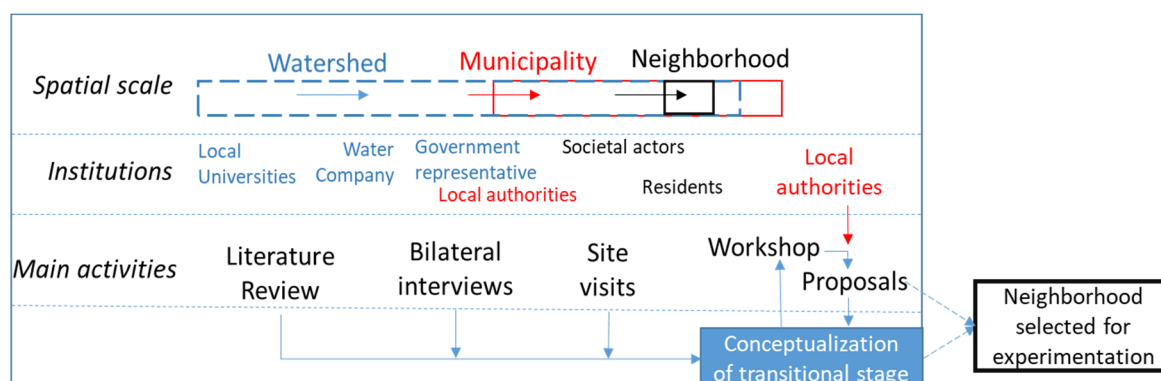 Spatial scale
Watershed
Municipality
Neighborhood
Institutions
Local
Universities
Water
Company
Government
representative
Local authorities
Societal actors
Residents
Local
authorities
Main activities
Literature
Review
Bilateral
interviews
Site
visits
Workshop
Proposals
Conceptualization
of transitional stage
Neighborhood
selected for
experimentation